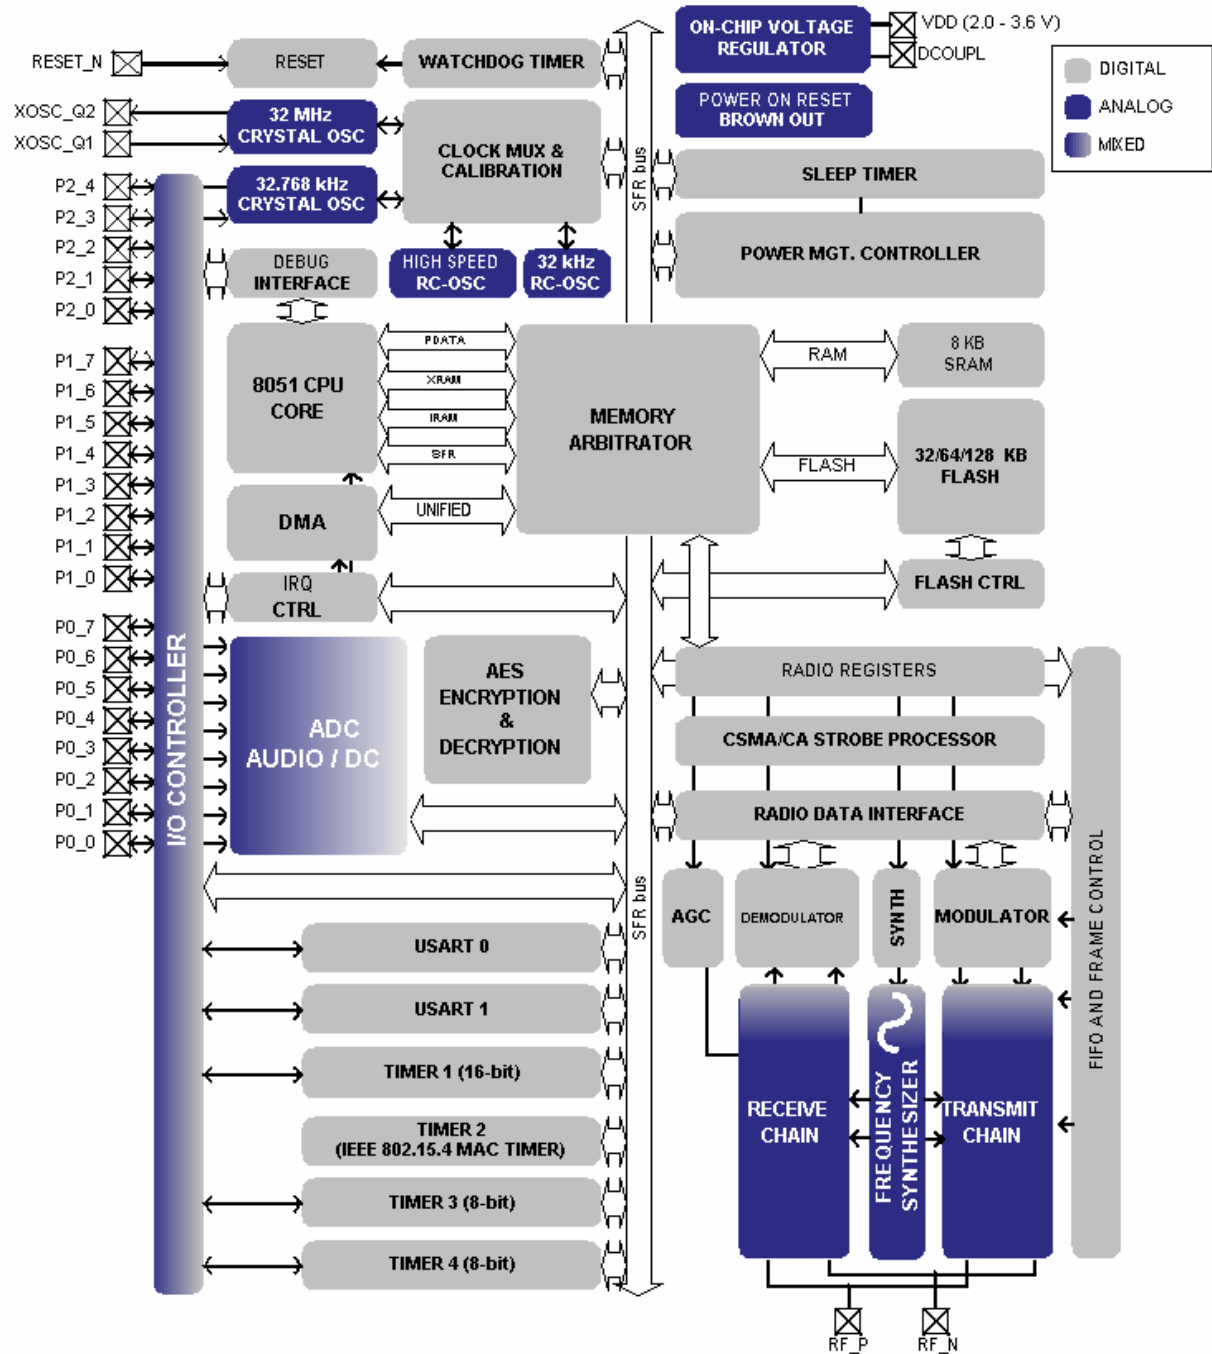 RESET_N
XOSC_Q2
XOSC_Q1
P2_4
P2_3
P2_2
P2_1
P2_0
P1_7
P1_6
P1_5
P1_4
P1_3
P1_2
P1_1
P1_0
P0_7
P0_6
P0_5
P0_4
P0_3
P0_2
P0_1
P0_0
I/O CONTROLLER
RESET
WATCHDOG TIMER
32 MHz
CRYSTAL OSC
32.768 kHz
CRYSTAL OSC
CLOCK MUX &
CALIBRATION
DEBUG
INTERFACE
HIGH SPEED
RC-OSC
32 kHz
RC-OSC
SFR bus
ON-CHIP VOLTAGE
REGULATOR
VDD (2.0 - 3.6 V)
DCOUPL
POWER ON RESET
BROWN OUT
DIGITAL
ANALOG
MIXED
SLEEP TIMER
POWER MGT. CONTROLLER
8051 CPU
CORE
PDATA
XRAM
IRAM
SFR
UNIFIED
DMA
IRQ
CTRL
MEMORY
ARBITRATOR
RAM
8 KB
SRAM
FLASH
32/64/128 KB
FLASH
FLASH CTRL
ADC
AUDIO / DC
AES
ENCRYPTION
&
DECRYPTION
RADIO REGISTERS
CSMA/CA STROBE PROCESSOR
RADIO DATA INTERFACE
SFR bus
AGC
DEMODULATOR
SYNTH
MODULATOR
FIFO AND FRAME CONTROL
USART 0
USART 1
TIMER 1 (16-bit)
TIMER 2
(IEEE 802.15.4 MAC TIMER)
TIMER 3 (8-bit)
TIMER 4 (8-bit)
RECEIVE
CHAIN
FREQUENCY
SYNTHESIZER
TRANSMIT
CHAIN
RF_P
RF_N